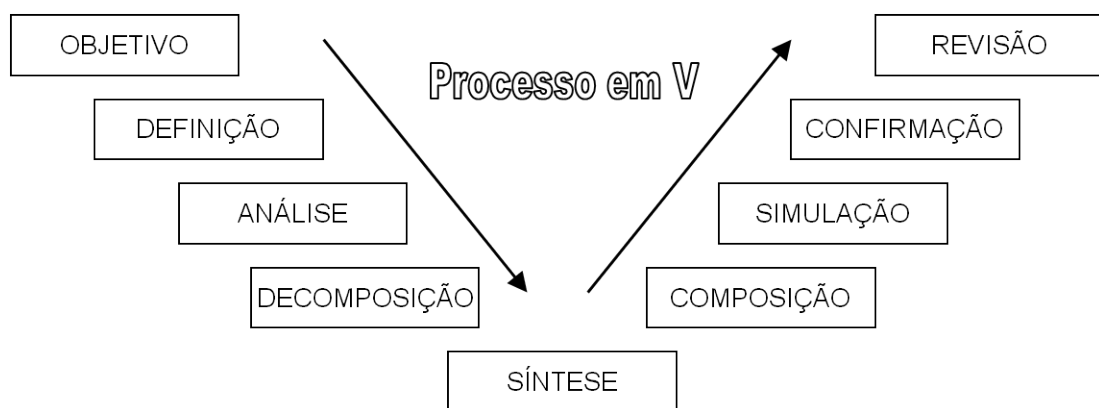 OBJETIVO
REVISÃO
Processo em V
DEFINIÇÃO
CONFIRMAÇÃO
ANÁLISE
SIMULAÇÃO
DECOMPOSIÇÃO
COMPOSIÇÃO
SÍNTESE